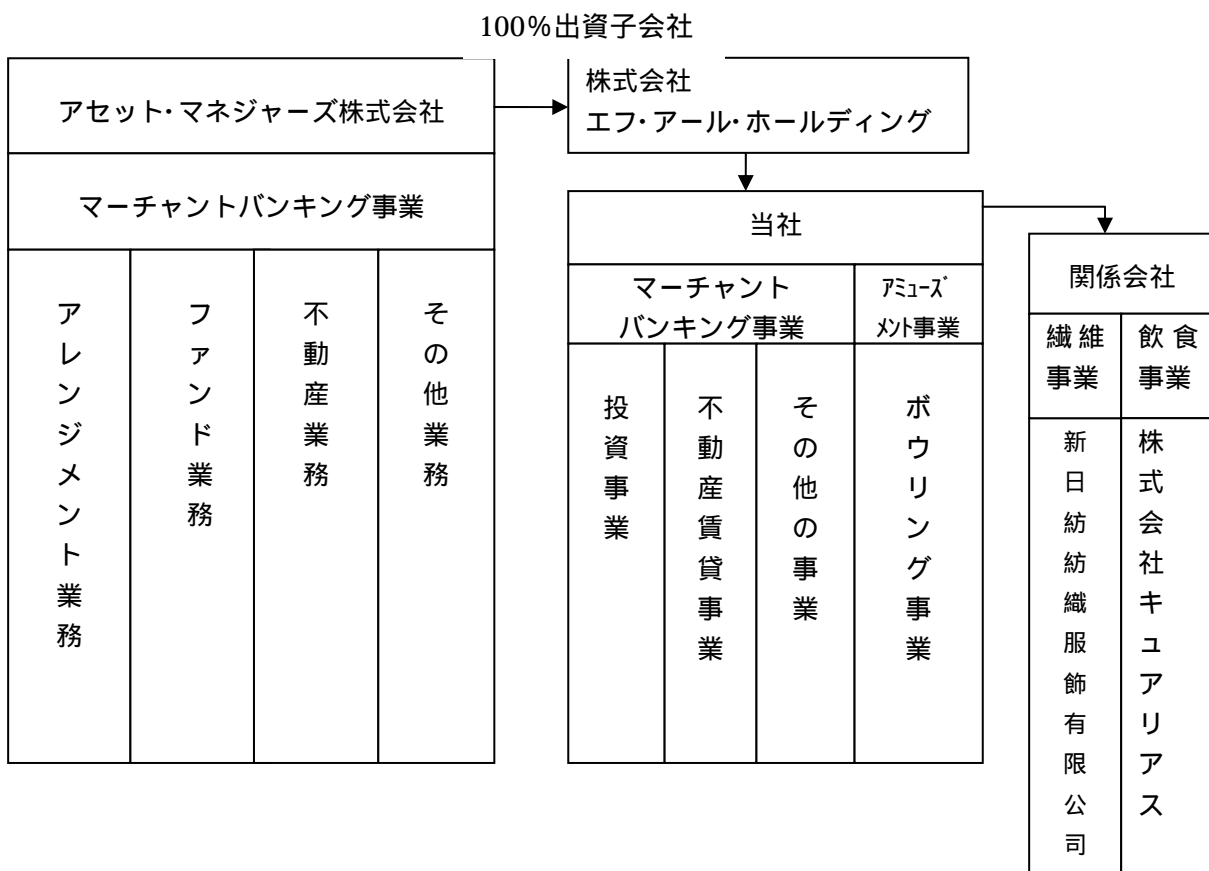 100%出資子会社
アセット・マネジャーズ株式会社
マーチャントバンキング事業
アレンジメント業務
ファンド業務
不動産業務
その他業務
株式会社
エフ・アール・ホールディング
当社
マーチャント
バンキング事業
ｱﾐｭｰｽﾞ
ﾒﾝﾄ事業
投資事業
不動産賃貸事業
その他の事業
ボウリング事業
関係会社
繊維
事業
飲食
事業
新日紡紡織服飾有限公司
株式会社キュアリアス